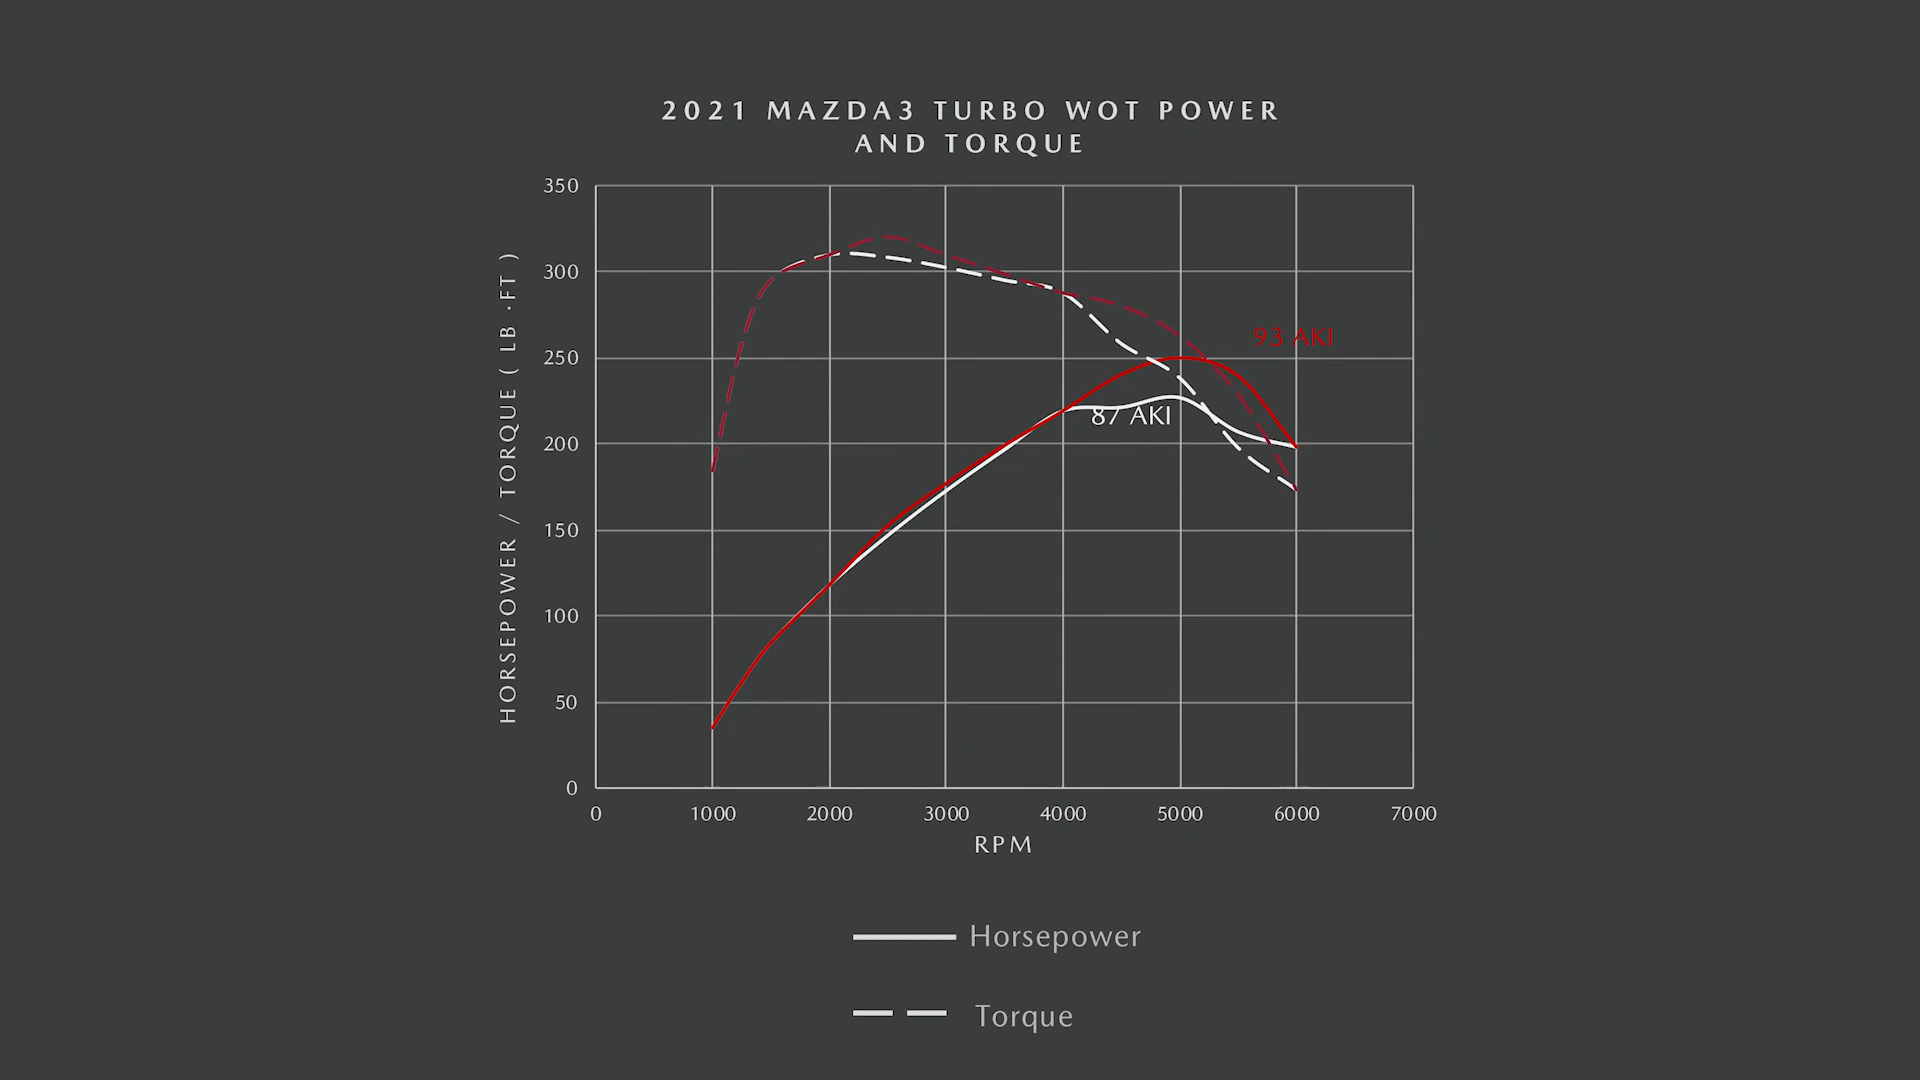 2021 MAZDA3 TURBO WOT POWER
AND TORQUE
HORSEPOWER / TORQUE ( LB ·FT )
350
300
250
200
150
100
50
0
93 AKI
87 AKI
0 1000 2000 3000 4000 5000 6000 7000
RPM
Horsepower
Torque